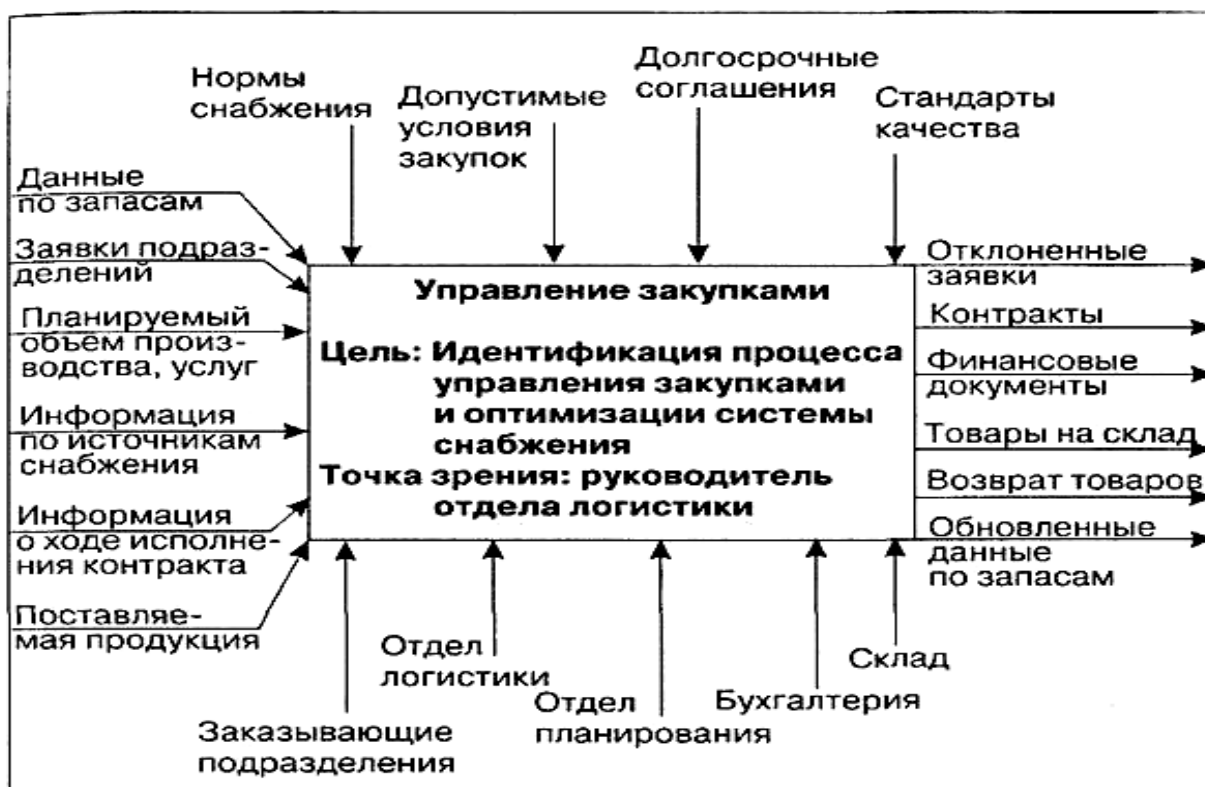 Нормы
снабжения
Допустимые
условия
закупок
Долгосрочные
соглашения
Стандарты
качества
Данные
по запасам
Заявки подраз-
делений
Планируемый
объём произ-
водства, услуг
Информация
по источникам
снабжения
Информация
о ходе исполне-
ния контракта
Поставляе-
мая продукция
Управление закупками
Цель: Идентификация процесса
управления закупками
и оптимизации системы
снабжения
Точка зрения: руководитель
отдела логистики
Отклоненные
заявки
Контракты
Финансовые
документы
Товары на склад
Возврат товаров
Обновленные
данные
по запасам
Заказывающие
подразделения
Отдел
логистики
Отдел
планирования
Бухгалтерия
Склад